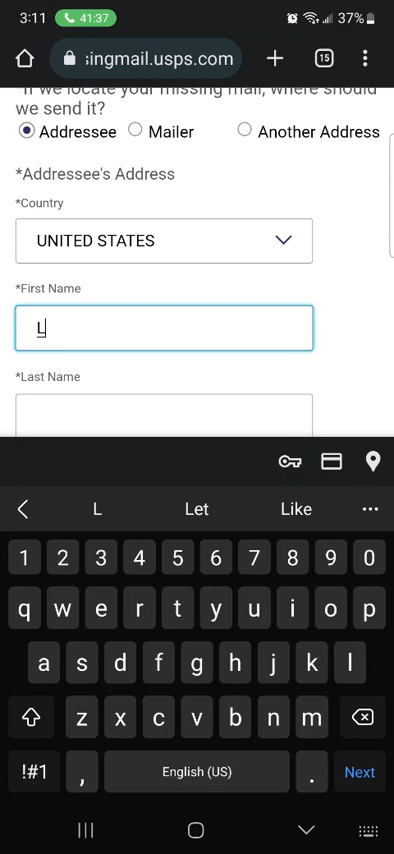 3:11 41:37 37%
singmail.usps.com + 15
*If we locate your missing mail, where should
we send it?
Addressee Mailer Another Address
*Addressee's Address
*Country
UNITED STATES
*First Name
L
*Last Name
L Let Like ...
1 2 3 4 5 6 7 8 9 0
q w e r t y u i o p
a s d f g h j k l
z x c v b n m
!#1 , English (US) . Next